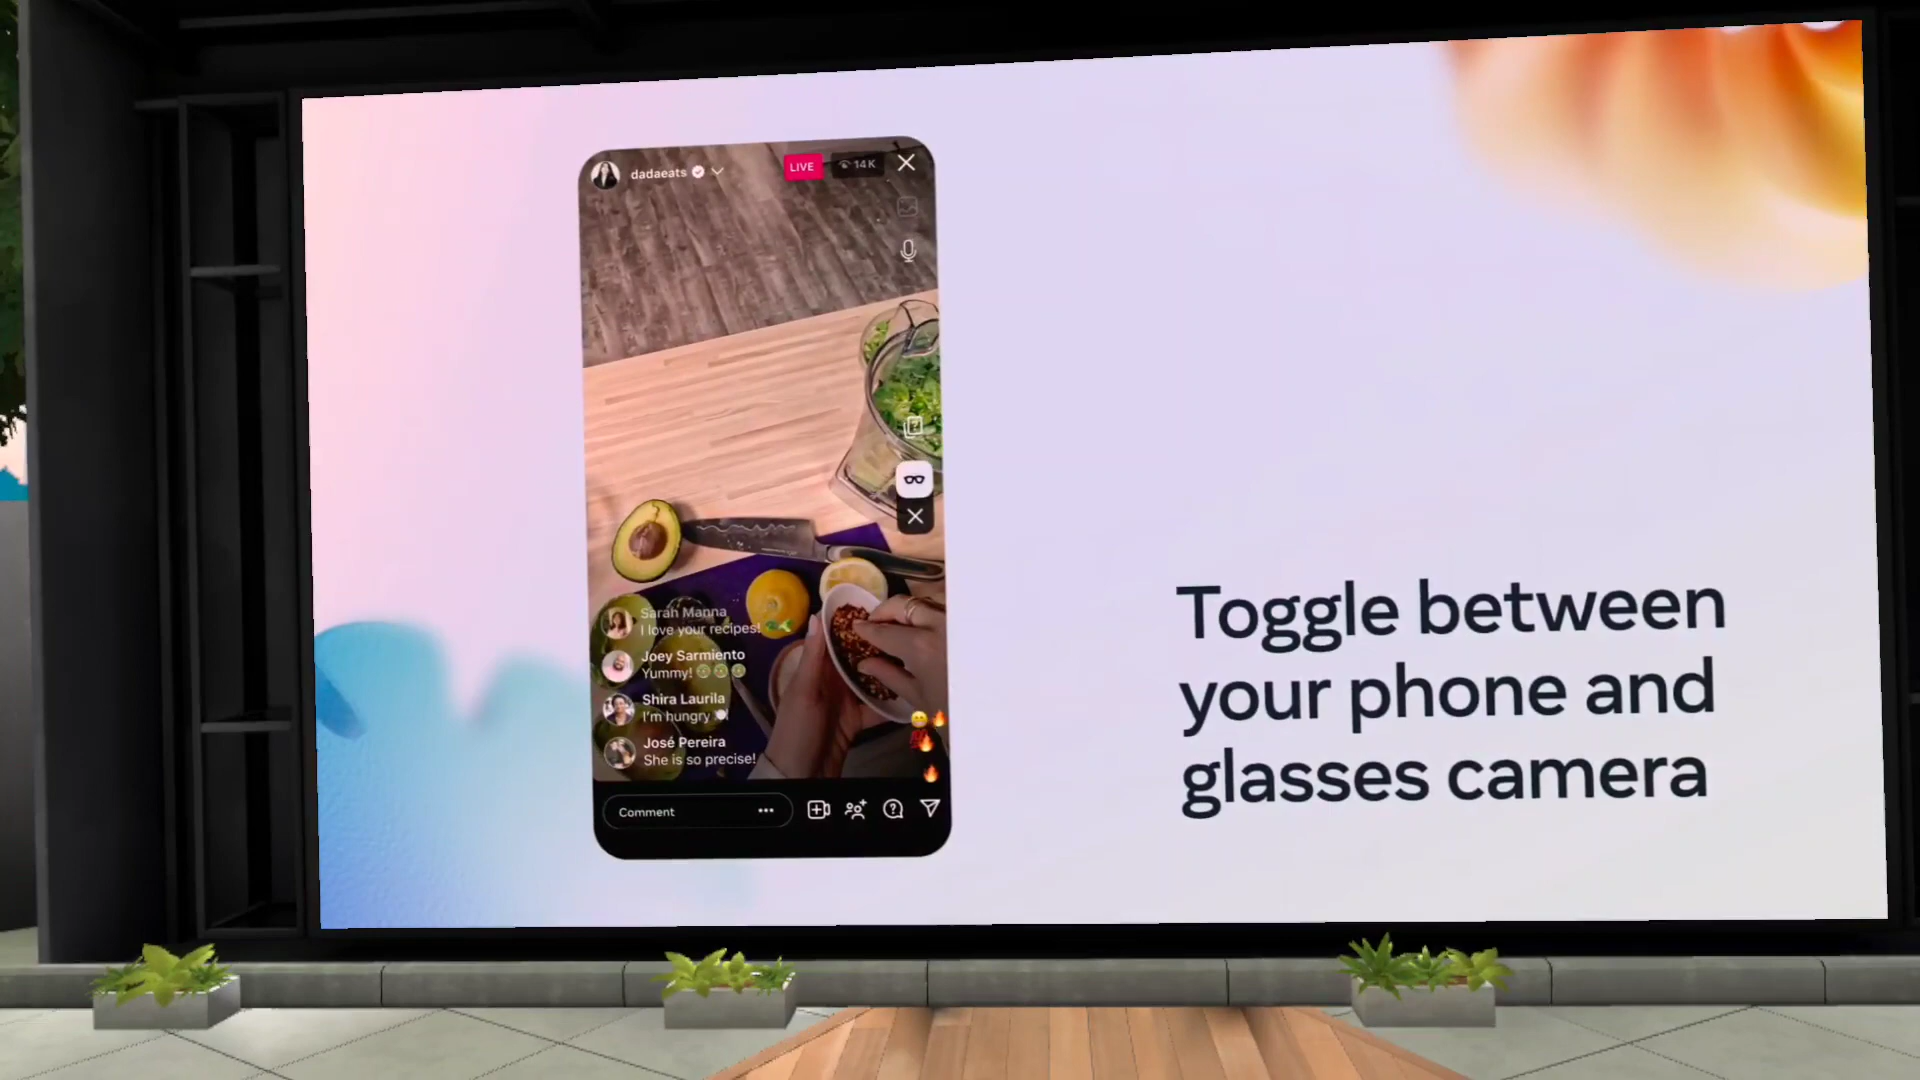 dadaeats
LIVE
14K
Sarah Manna
I love your recipes!
Joey Sarmiento
Yummy!
Shira Laurila
I'm hungry
José Pereira
She is so precise!
Comment
Toggle between
your phone and
glasses camera